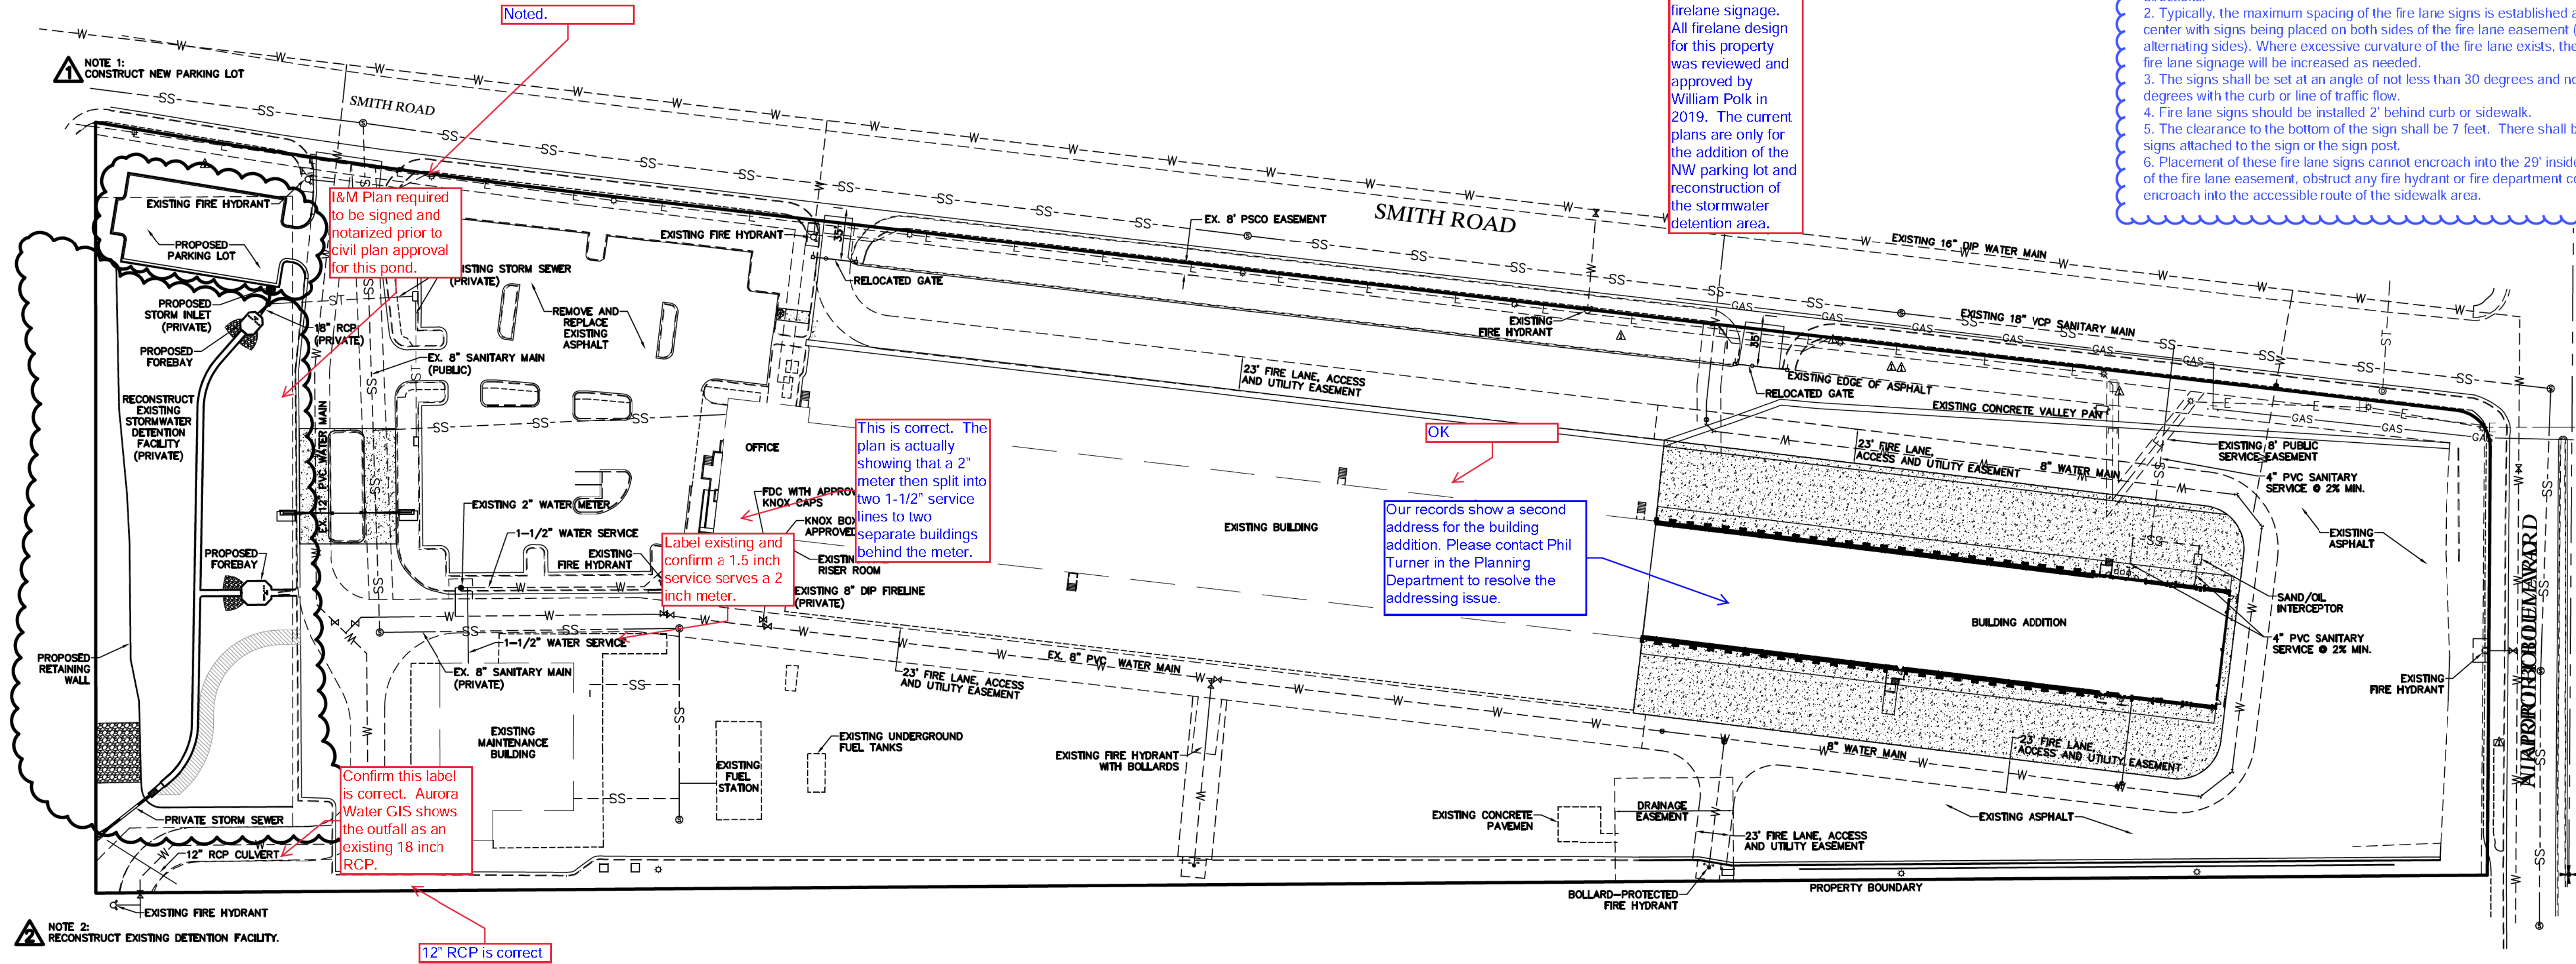 Noted.
firelane signage.
All firelane design
for this property
was reviewed and
approved by
William Polk in
2019. The current
plans are only for
the addition of the
NW parking lot and
reconstruction of
the stormwater
detention area.
2. Typically, the maximum spacing of the fire lane signs is established a
center with signs being placed on both sides of the fire lane easement (
alternating sides). Where excessive curvature of the fire lane exists, the
fire lane signage will be increased as needed.
3. The signs shall be set at an angle of not less than 30 degrees and no
degrees with the curb or line of traffic flow.
4. Fire lane signs should be installed 2' behind curb or sidewalk.
5. The clearance to the bottom of the sign shall be 7 feet. There shall b
signs attached to the sign or the sign post.
6. Placement of these fire lane signs cannot encroach into the 29' inside
of the fire lane easement, obstruct any fire hydrant or fire department co
encroach into the accessible route of the sidewalk area.
1
NOTE 1:
CONSTRUCT NEW PARKING LOT
SMITH ROAD
SMITH ROAD
EXISTING FIRE HYDRANT
PROPOSED
PARKING LOT
I&M Plan required
to be signed and
notarized prior to
civil plan approval
for this pond.
ISTING STORM SEWER
(PRIVATE)
EXISTING FIRE HYDRANT
35'
RELOCATED GATE
EX. 8' PSCO EASEMENT
EXISTING 16" DIP WATER MAIN
EXISTING 18" VCP SANITARY MAIN
EXISTING
FIRE HYDRANT
35'
PROPOSED
STORM INLET
(PRIVATE)
18" RCP
(PRIVATE)
PROPOSED
FOREBAY
REMOVE AND
REPLACE
EXISTING
ASPHALT
EX. 8" SANITARY MAIN
(PUBLIC)
23' FIRE LANE, ACCESS
AND UTILITY EASEMENT
EXISTING EDGE OF ASPHALT
RELOCATED GATE
EXISTING CONCRETE VALLEY PAN
RECONSTRUCT
EXISTING
STORMWATER
DETENTION
FACILITY
(PRIVATE)
EX. 12" PVC WATER MAIN
OFFICE
This is correct. The
plan is actually
showing that a 2"
meter then split into
two 1-1/2" service
lines to two
separate buildings
behind the meter.
OK
23' FIRE LANE,
ACCESS AND UTILITY EASEMENT
8" WATER MAIN
EXISTING 8' PUBLIC
SERVICE EASEMENT
4" PVC SANITARY
SERVICE @ 2% MIN.
EXISTING 2" WATER METER
1-1/2" WATER SERVICE
EXISTING
FIRE HYDRANT
FDC WITH APPROV
KNOX CAPS
KNOX BOX
APPROVED
EXISTIN
RISER ROOM
Label existing and
confirm a 1.5 inch
service serves a 2
inch meter.
EXISTING 8" DIP FIRELINE
(PRIVATE)
EXISTING BUILDING
Our records show a second
address for the building
addition. Please contact Phil
Turner in the Planning
Department to resolve the
addressing issue.
EXISTING
ASPHALT
SAND/OIL
INTERCEPTOR
BUILDING ADDITION
4" PVC SANITARY
SERVICE @ 2% MIN.
EXISTING
FIRE HYDRANT
PROPOSED
FOREBAY
PROPOSED
RETAINING
WALL
1-1/2" WATER SERVICE
EX. 8" SANITARY MAIN
(PRIVATE)
EX. 8" PVC WATER MAIN
23' FIRE LANE, ACCESS
AND UTILITY EASEMENT
EXISTING
MAINTENANCE
BUILDING
EXISTING UNDERGROUND
FUEL TANKS
EXISTING
FUEL
STATION
EXISTING FIRE HYDRANT
WITH BOLLARDS
8" WATER MAIN
23' FIRE LANE,
ACCESS AND UTILITY EASEMENT
Confirm this label
is correct. Aurora
Water GIS shows
the outfall as an
existing 18 inch
RCP.
PRIVATE STORM SEWER
12" RCP CULVERT
EXISTING CONCRETE
PAVEMEN
DRAINAGE
EASEMENT
EXISTING ASPHALT
23' FIRE LANE, ACCESS
AND UTILITY EASEMENT
PROPERTY BOUNDARY
BOLLARD-PROTECTED
FIRE HYDRANT
EXISTING FIRE HYDRANT
2
NOTE 2:
RECONSTRUCT EXISTING DETENTION FACILITY.
12" RCP is correct